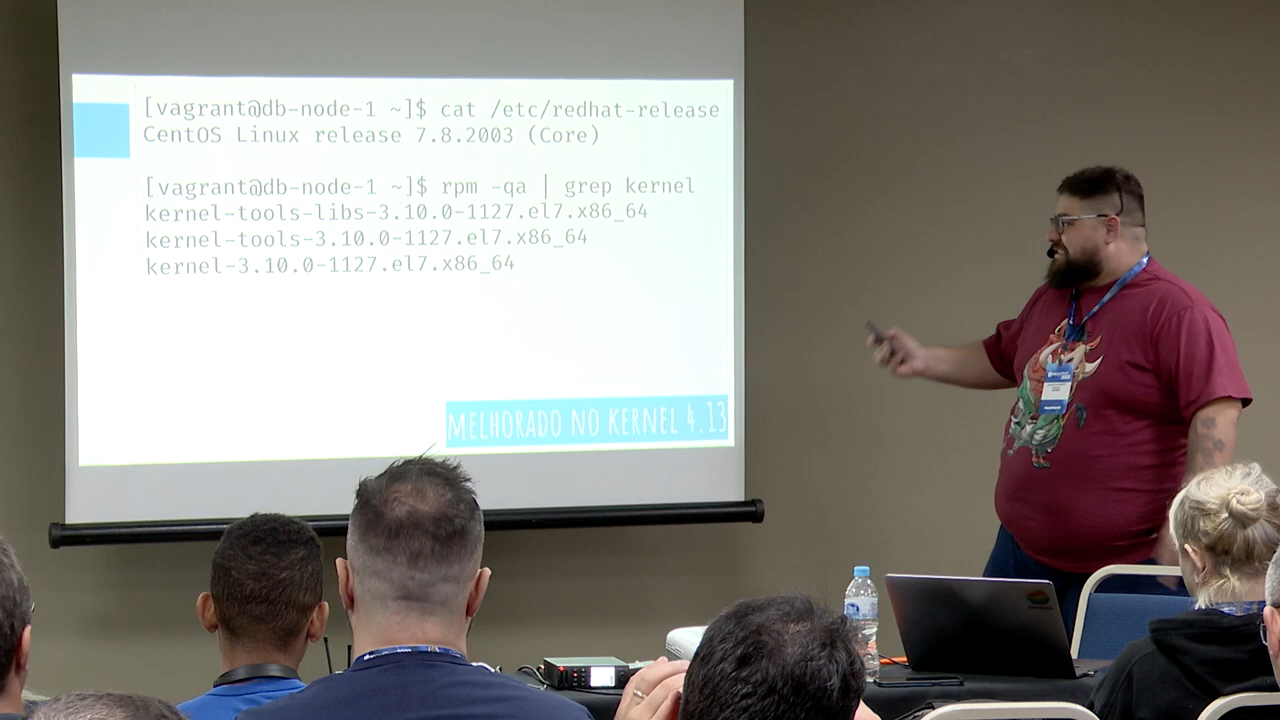 [vagrant@db-node-1 ~]$ cat /etc/redhat-release
CentOS Linux release 7.8.2003 (Core)
[vagrant@db-node-1 ~]$ rpm -qa | grep kernel
kernel-tools-libs-3.10.0-1127.el7.x86_64
kernel-tools-3.10.0-1127.el7.x86_64
kernel-3.10.0-1127.el7.x86_64
MELHORADO NO KERNEL 4.13